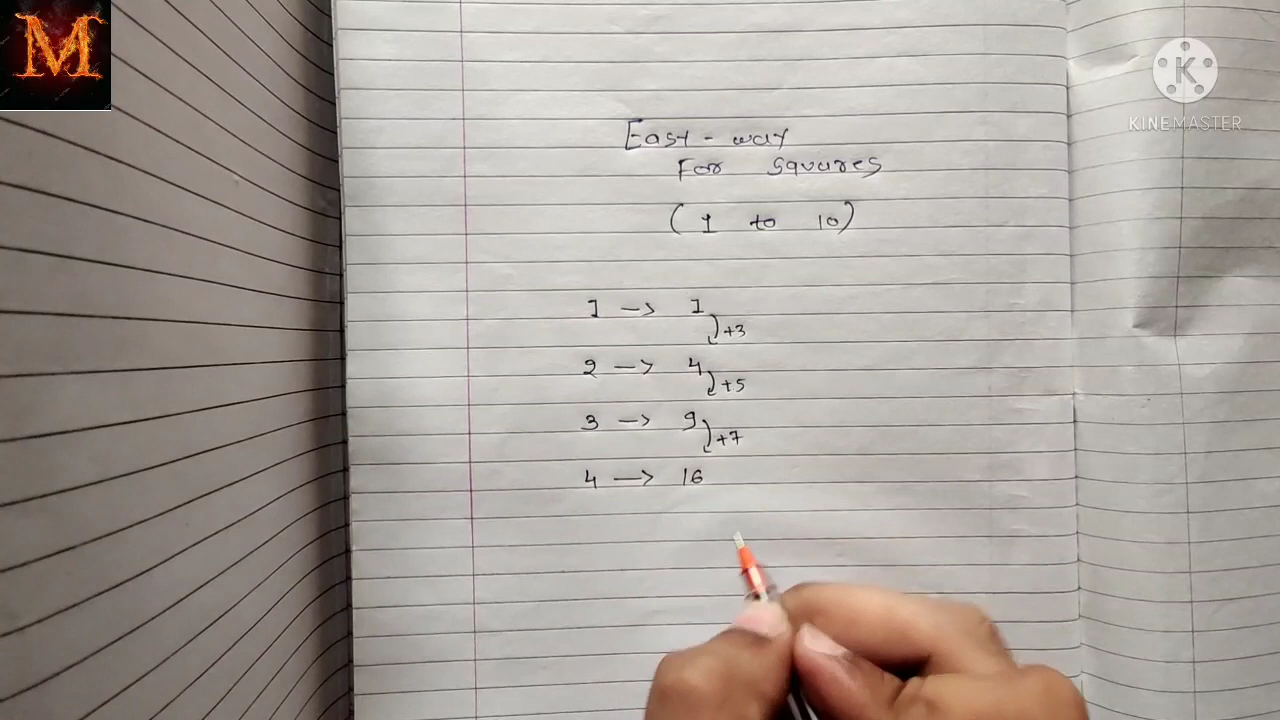 M
K
KINEMASTER
Easy - way
For squares
(1 to 10)
1 -> 1
+3
2 -> 4
+5
3 -> 9
+7
4 -> 16